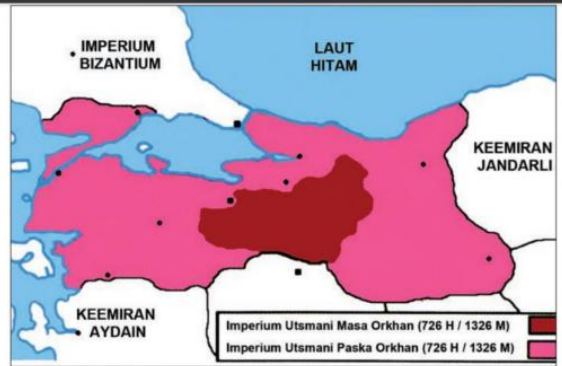 IMPERIUM
BIZANTIUM
LAUT
HITAM
KEEMIRAN
JANDARLI
KEEMIRAN
AYDAIN
Imperium Utsmani Masa Orkhan (726 H / 1326 M)
Imperium Utsmani Paska Orkhan (726 H / 1326 M)